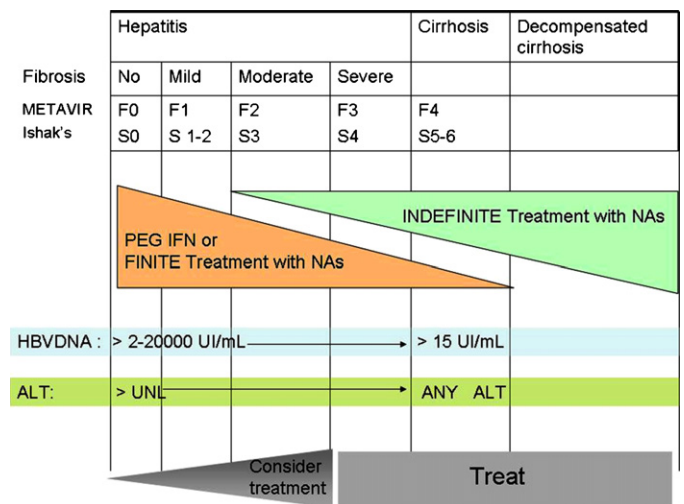 Hepatitis Cirrhosis Decompensated
cirrhosis
Fibrosis No Mild Moderate Severe
METAVIR F0 F1 F2 F3 F4
Ishak's S0 S 1-2 S3 S4 S5-6
INDEFINITE Treatment with NAs
PEG IFN or
FINITE Treatment with NAs
HBVDNA : > 2-20000 UI/mL > 15 UI/mL
ALT: > UNL ANY ALT
Consider
treatment
Treat